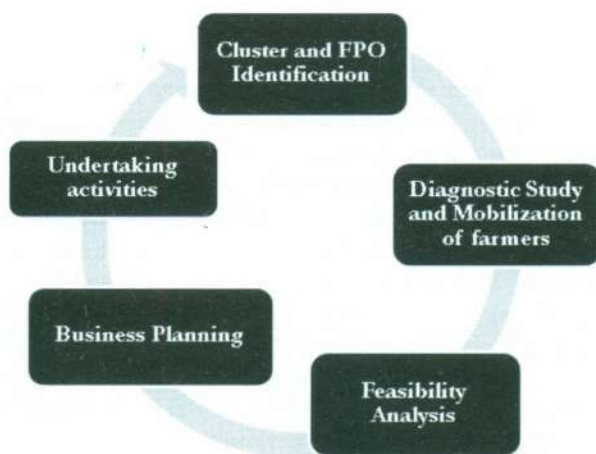 Cluster and FPO
Identification
Diagnostic Study
and Mobilization
of farmers
Feasibility
Analysis
Business Planning
Undertaking
activities